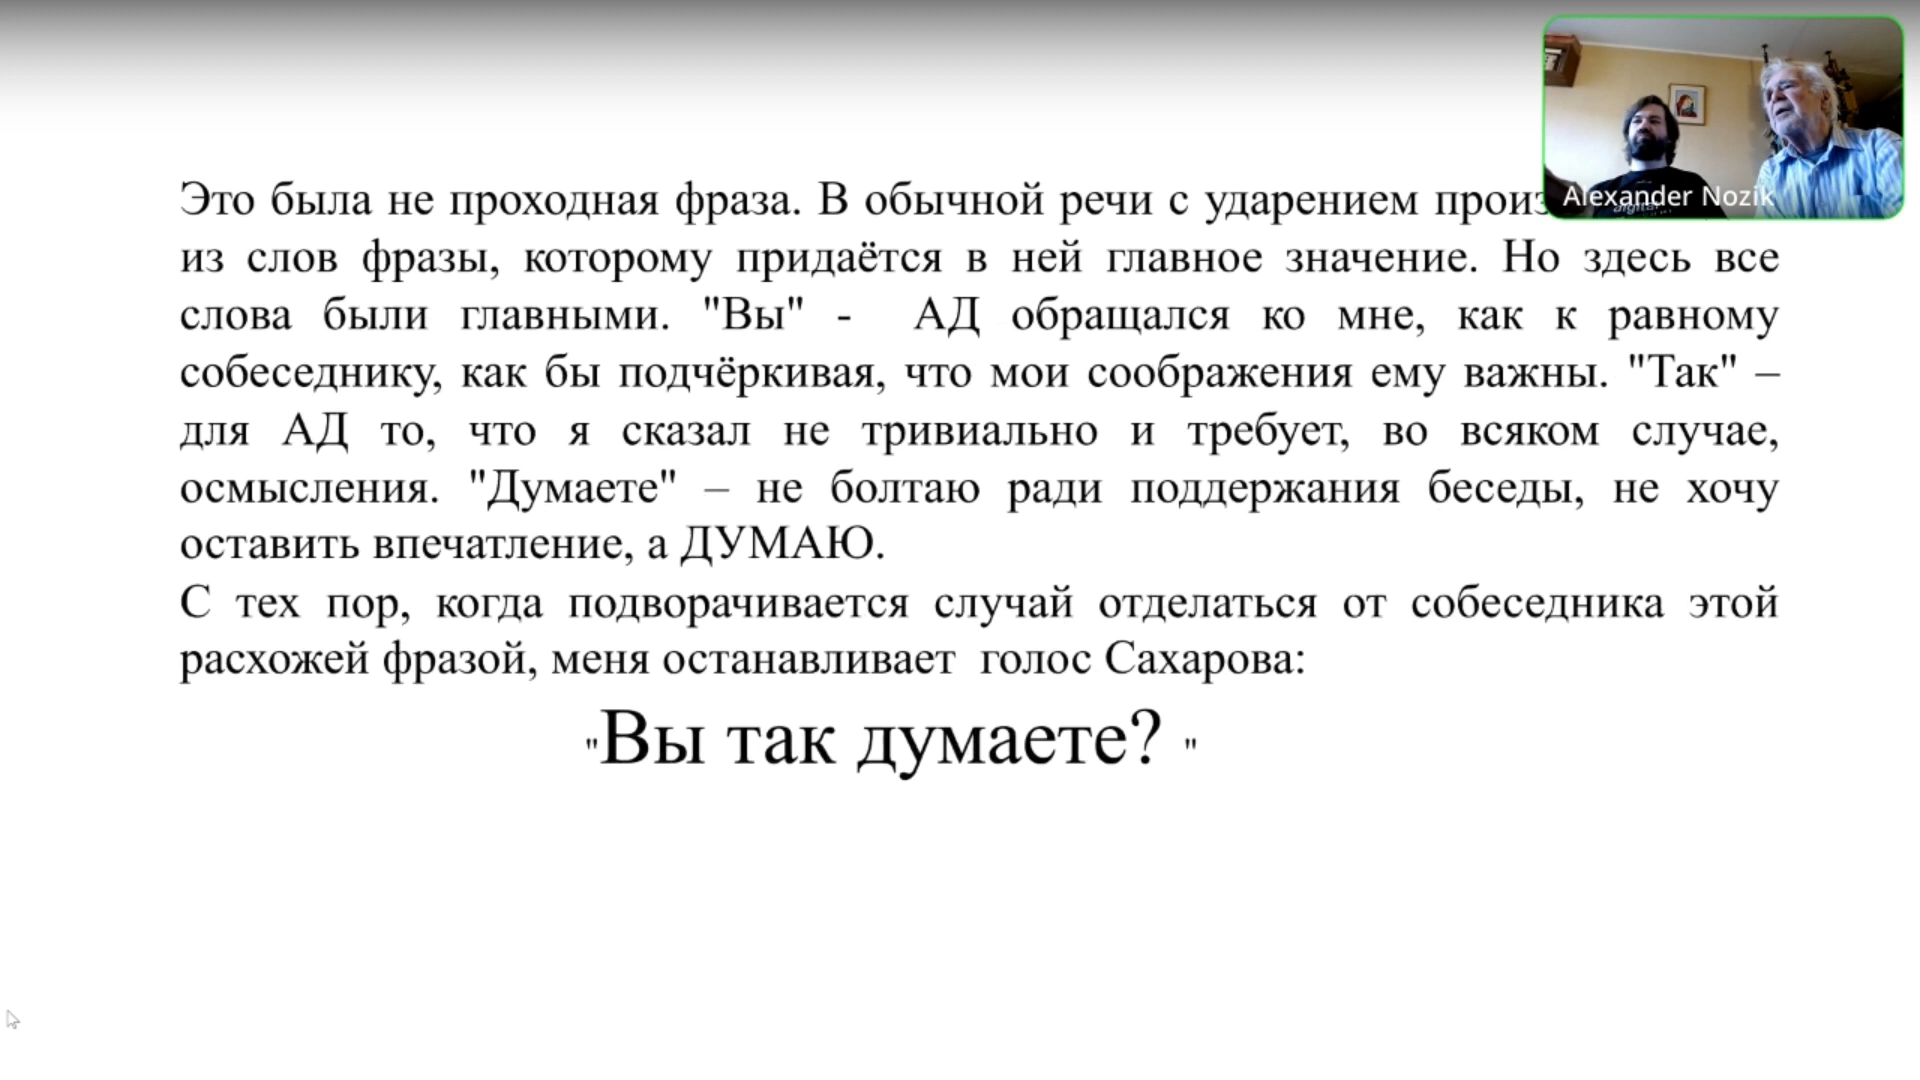 Это была не проходная фраза. В обычной речи с ударением
из слов фразы, которому придаётся в ней главное значение. Но здесь все
слова были главными. "Вы" - АД обращался ко мне, как к равному
собеседнику, как бы подчёркивая, что мои соображения ему важны. "Так" –
для АД то, что я сказал не тривиально и требует, во всяком случае,
осмысления. "Думаете" – не болтаю ради поддержания беседы, не хочу
оставить впечатление, а ДУМАЮ.
С тех пор, когда подворачивается случай отделаться от собеседника этой
расхожей фразой, меня останавливает голос Сахарова:
"Вы так думаете? "
Alexander Nozik